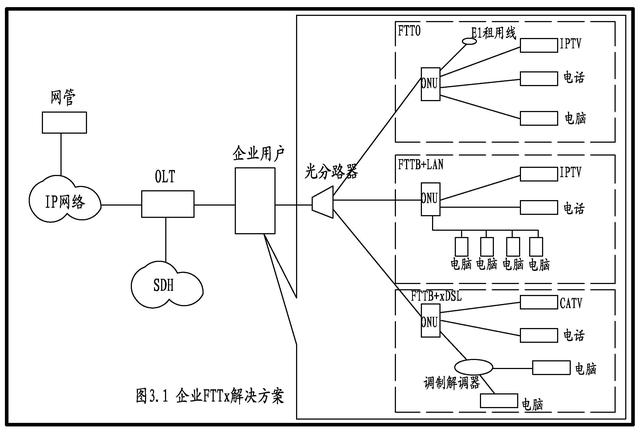 网管
IP网络
OLT
SDH
企业用户
光分路器
FTTO
E1租用线
ONU
IPTV
电话
电脑
FTTB+LAN
ONU
IPTV
电话
电脑 电脑 电脑 电脑
FTTB+xDSL
ONU
CATV
电话
调制解调器
电脑
电脑
图3.1 企业FTTx解决方案